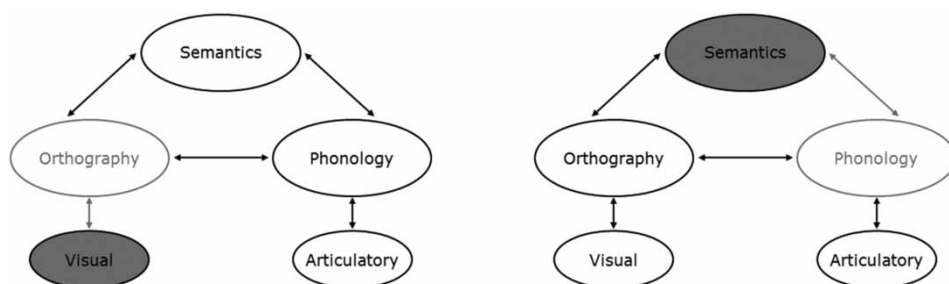 Semantics
Orthography
Phonology
Visual
Articulatory
Semantics
Orthography
Phonology
Visual
Articulatory